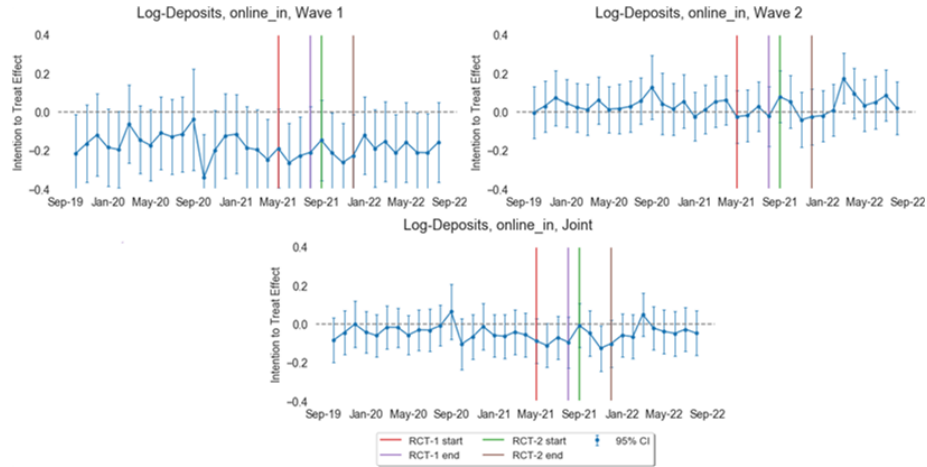 Log-Deposits, online_in, Wave 1
Intention to Treat Effect
0.4
0.2
0.0
−0.2
−0.4
Sep-19 Jan-20 May-20 Sep-20 Jan-21 May-21 Sep-21 Jan-22 May-22 Sep-22
Log-Deposits, online_in, Wave 2
Intention to Treat Effect
0.4
0.2
0.0
−0.2
−0.4
Sep-19 Jan-20 May-20 Sep-20 Jan-21 May-21 Sep-21 Jan-22 May-22 Sep-22
Log-Deposits, online_in, Joint
Intention to Treat Effect
0.4
0.2
0.0
−0.2
−0.4
Sep-19 Jan-20 May-20 Sep-20 Jan-21 May-21 Sep-21 Jan-22 May-22 Sep-22
RCT-1 start RCT-2 start 95% CI
RCT-1 end RCT-2 end